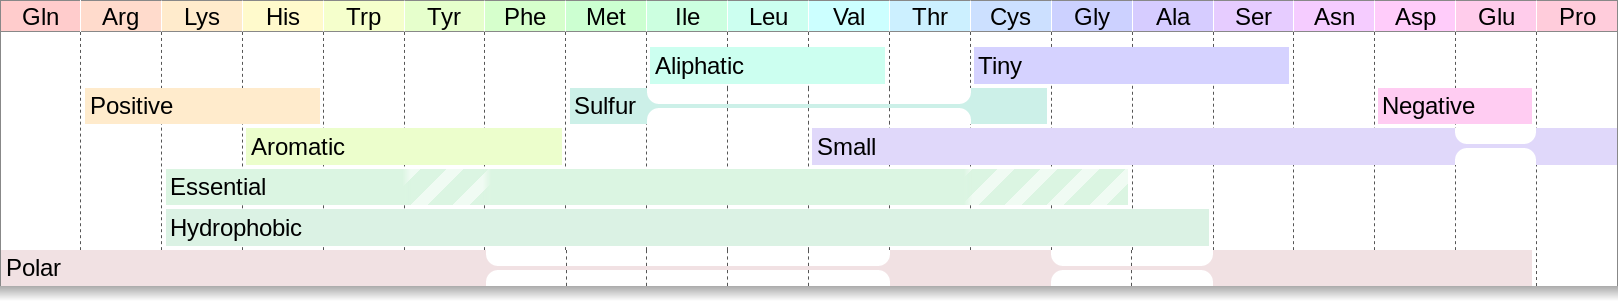 Gln Arg Lys His Trp Tyr Phe Met Ile Leu Val Thr Cys Gly Ala Ser Asn Asp Glu Pro
Aliphatic Tiny
Positive Sulfur Negative
Aromatic Small
Essential
Hydrophobic
Polar